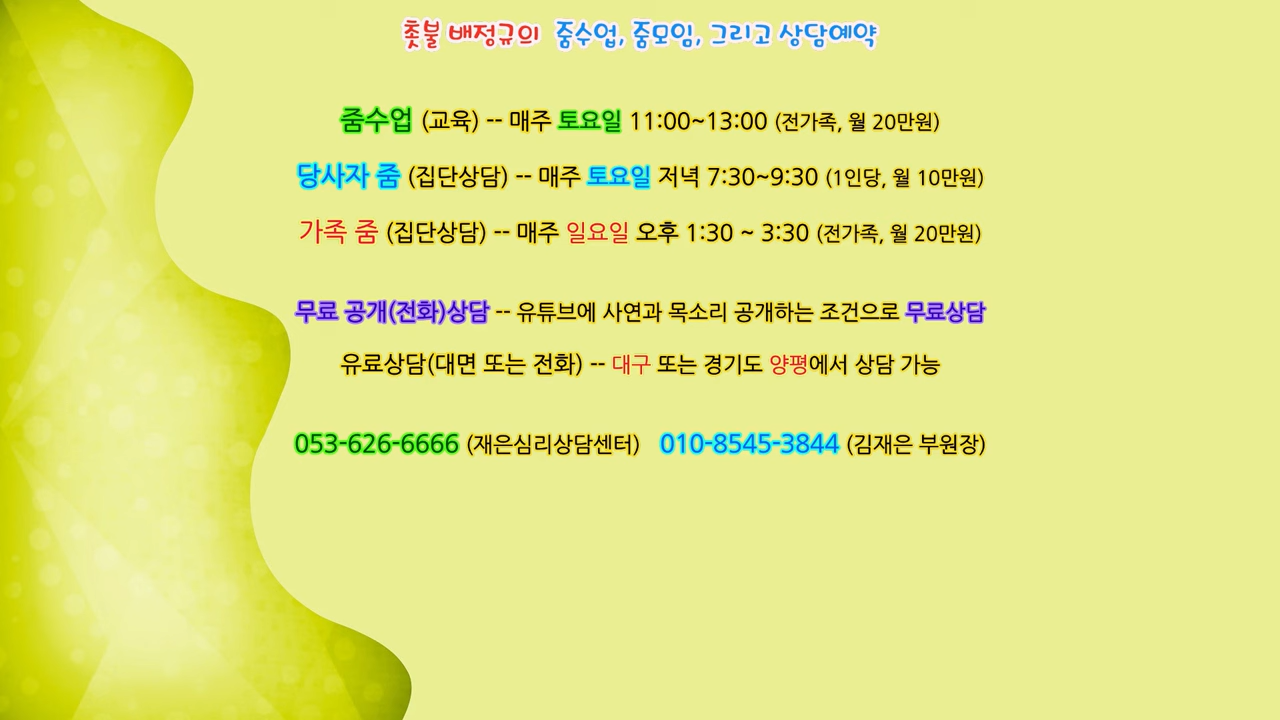 촛불 배정규의 줌수업, 줌모임, 그리고 상담예약
줌수업 (교육) -- 매주 토요일 11:00~13:00 (전가족, 월 20만원)
당사자 줌 (집단상담) -- 매주 토요일 저녁 7:30~9:30 (1인당, 월 10만원)
가족 줌 (집단상담) -- 매주 일요일 오후 1:30 ~ 3:30 (전가족, 월 20만원)
무료 공개(전화)상담 -- 유튜브에 사연과 목소리 공개하는 조건으로 무료상담
유료상담(대면 또는 전화) -- 대구 또는 경기도 양평에서 상담 가능
053-626-6666 (재은심리상담센터) 010-8545-3844 (김재은 부원장)